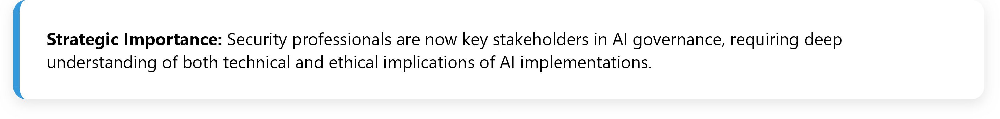 Strategic Importance: Security professionals are now key stakeholders in AI governance, requiring deep
understanding of both technical and ethical implications of AI implementations.